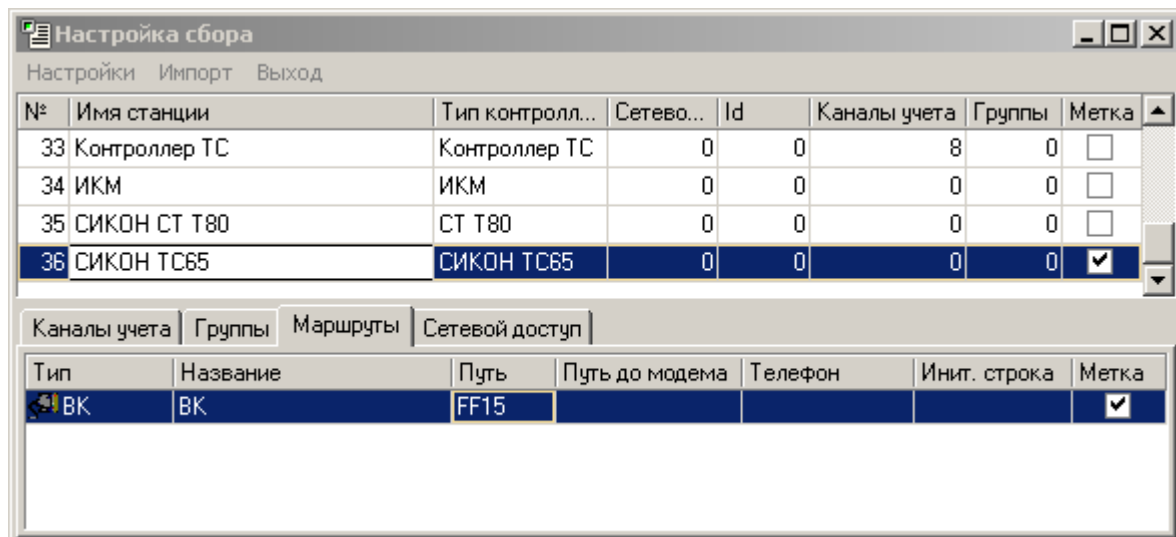 Настройка сбора
Настройки Импорт Выход
№ Имя станции Тип контролл... Сетево... Id Каналы учета Группы Метка
33 Контроллер ТС Контроллер ТС 0 0 8 0
34 ИКМ ИКМ 0 0 0 0
35 СИКОН СТ Т80 СТ Т80 0 0 0 0
36 СИКОН ТС65 СИКОН ТС65 0 0 0 0
Каналы учета Группы Маршруты Сетевой доступ
Тип Название Путь Путь до модема Телефон Инит. строка Метка
ВК ВК FF15